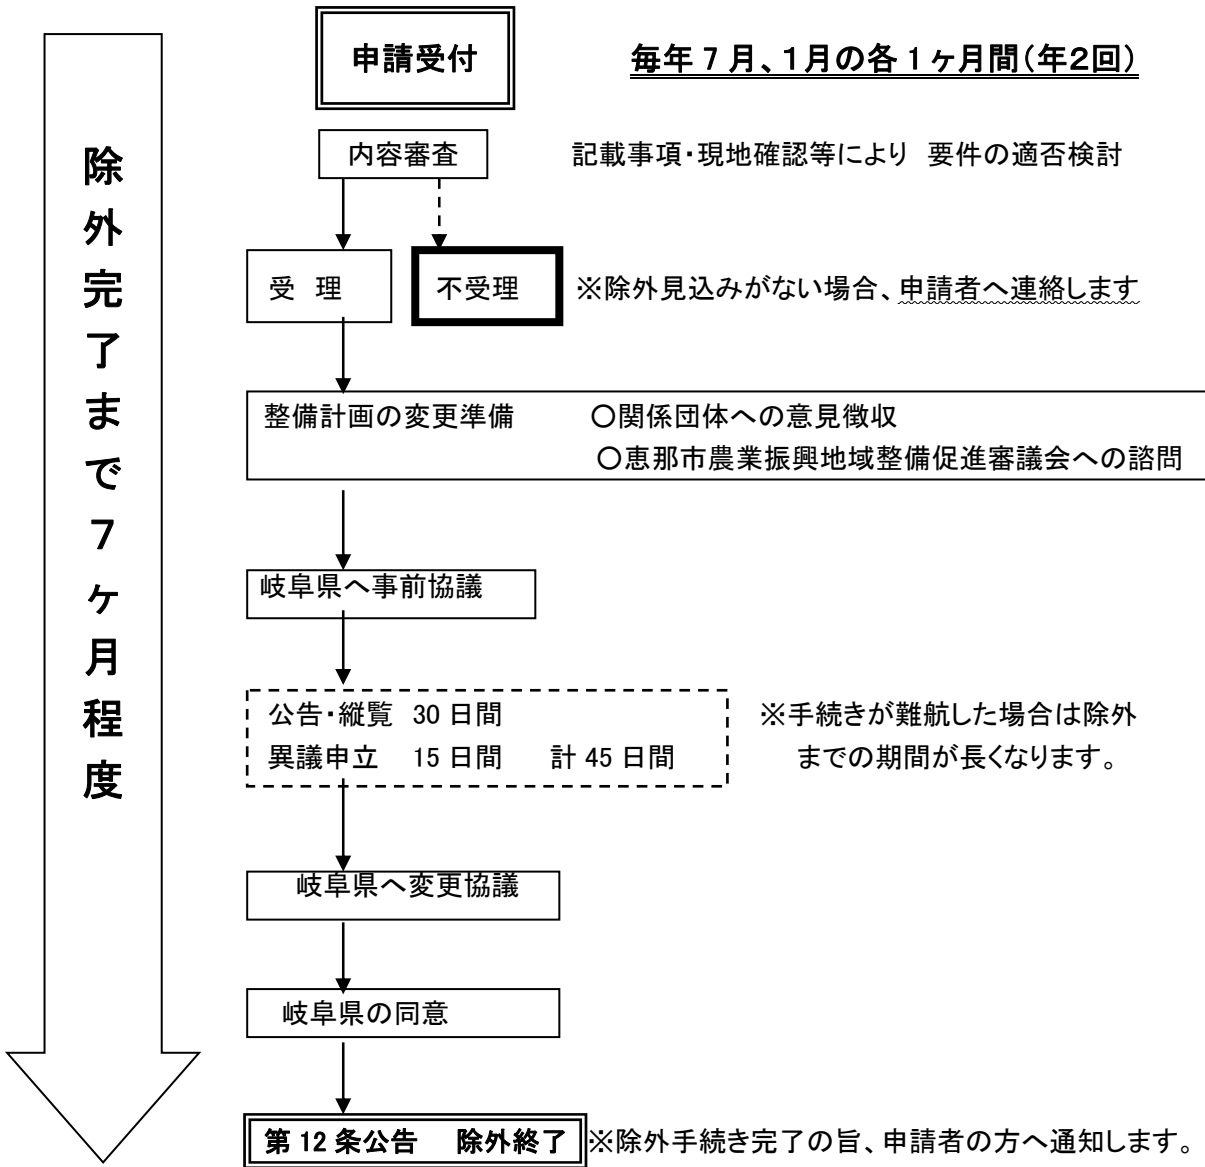 申請受付
毎年7月、1月の各1ヶ月間(年2回)
除外完了まで7ヶ月程度
内容審査
記載事項・現地確認等により 要件の適否検討
受 理
不受理
※除外見込みがない場合、申請者へ連絡します
整備計画の変更準備 〇関係団体への意見徴収
〇恵那市農業振興地域整備促進審議会への諮問
岐阜県へ事前協議
公告・縦覧 30日間
異議申立 15日間 計45日間
※手続きが難航した場合は除外
までの期間が長くなります。
岐阜県へ変更協議
岐阜県の同意
第12条公告 除外終了
※除外手続き完了の旨、申請者の方へ通知します。